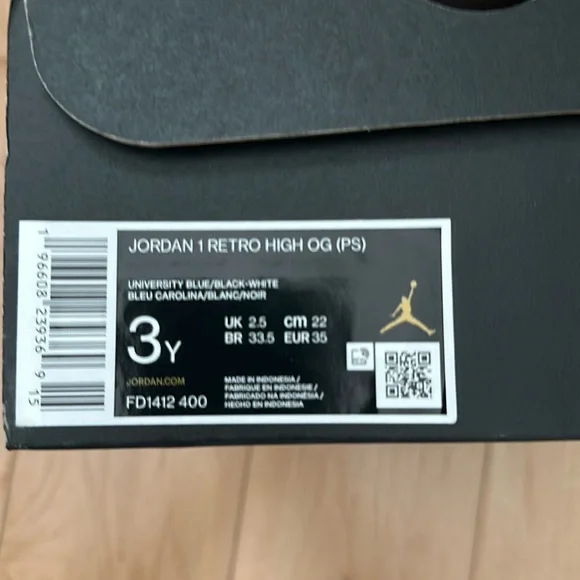 JORDAN 1 RETRO HIGH OG (PS)
UNIVERSITY BLUE/BLACK-WHITE
BLEU CAROLINA/BLANC/NOIR
3Y
UK 2.5 cm 22
BR 33.5 EUR 35
JORDAN.COM
FD1412 400
MADE IN INDONESIA/
FABRIQUE EN INDONESIE/
FABRICADO NA INDONÉSIA/
HECHO EN INDONESIA
1 96608 23936 9 15